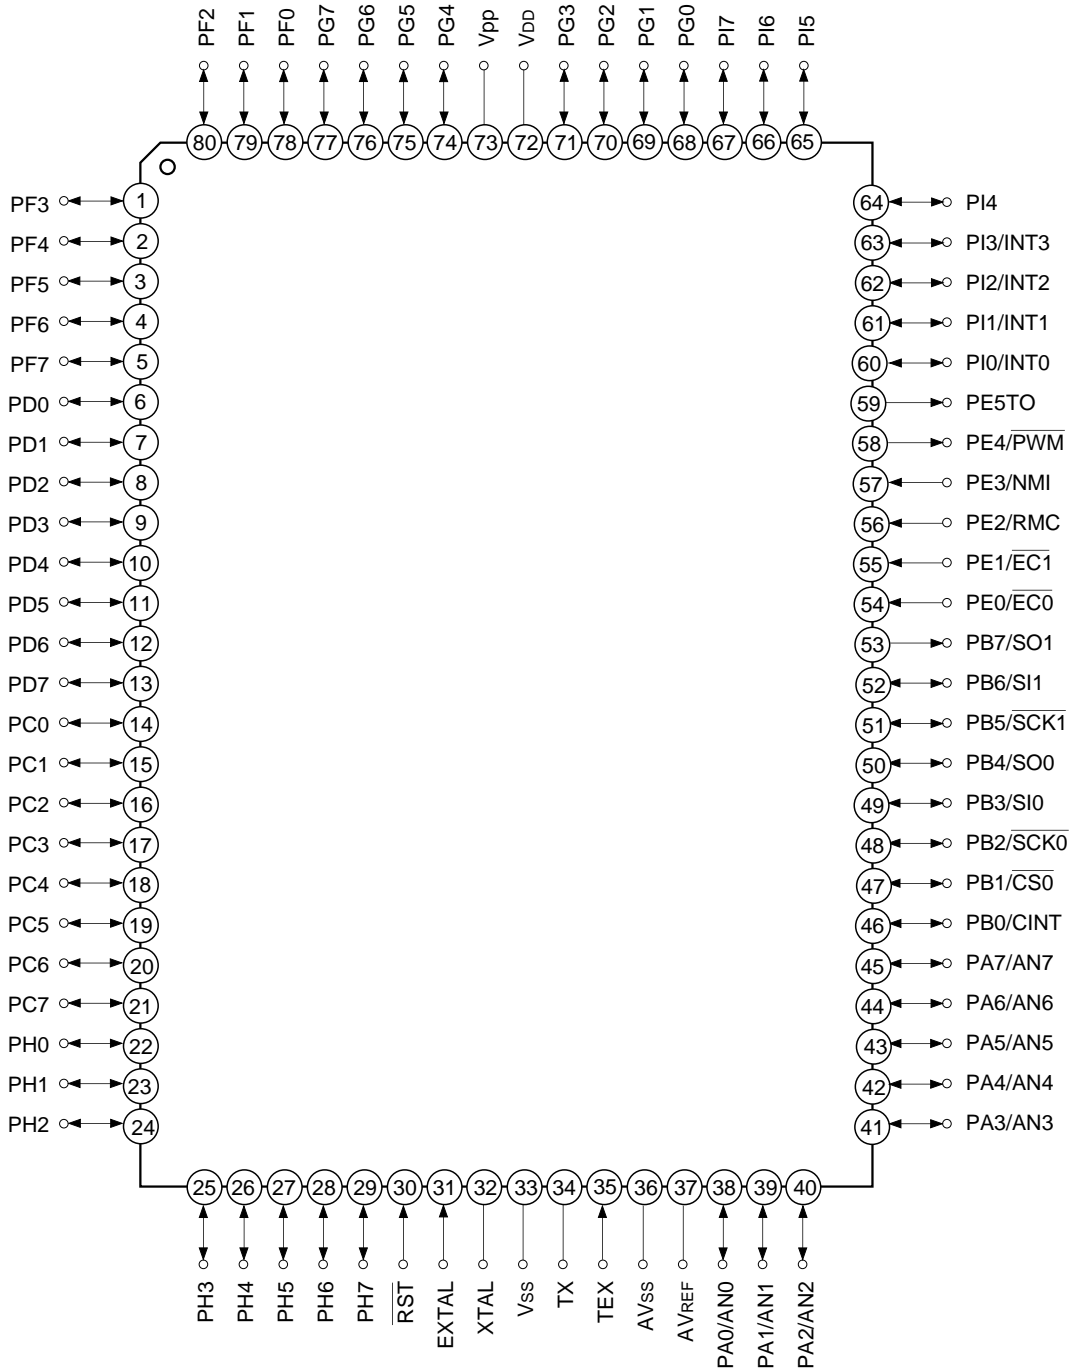 PF2 PF1 PF0 PG7 PG6 PG5 PG4 Vpp VDD PG3 PG2 PG1 PG0 PI7 PI6 PI5
80 79 78 77 76 75 74 73 72 71 70 69 68 67 66 65
PF3 1 64 PI4
PF4 2 63 PI3/INT3
PF5 3 62 PI2/INT2
PF6 4 61 PI1/INT1
PF7 5 60 PI0/INT0
PD0 6 59 PE5TO
PD1 7 58 PE4/P̅W̅M̅
PD2 8 57 PE3/NMI
PD3 9 56 PE2/RMC
PD4 10 55 PE1/E̅C̅1̅
PD5 11 54 PE0/E̅C̅0̅
PD6 12 53 PB7/SO1
PD7 13 52 PB6/SI1
PC0 14 51 PB5/S̅C̅K̅1̅
PC1 15 50 PB4/SO0
PC2 16 49 PB3/SI0
PC3 17 48 PB2/S̅C̅K̅0̅
PC4 18 47 PB1/C̅S̅0̅
PC5 19 46 PB0/CINT
PC6 20 45 PA7/AN7
PC7 21 44 PA6/AN6
PH0 22 43 PA5/AN5
PH1 23 42 PA4/AN4
PH2 24 41 PA3/AN3
25 26 27 28 29 30 31 32 33 34 35 36 37 38 39 40
PH3 PH4 PH5 PH6 PH7 R̅S̅T̅ EXTAL XTAL VSS TX TEX AVSS AVREF PA0/AN0 PA1/AN1 PA2/AN2